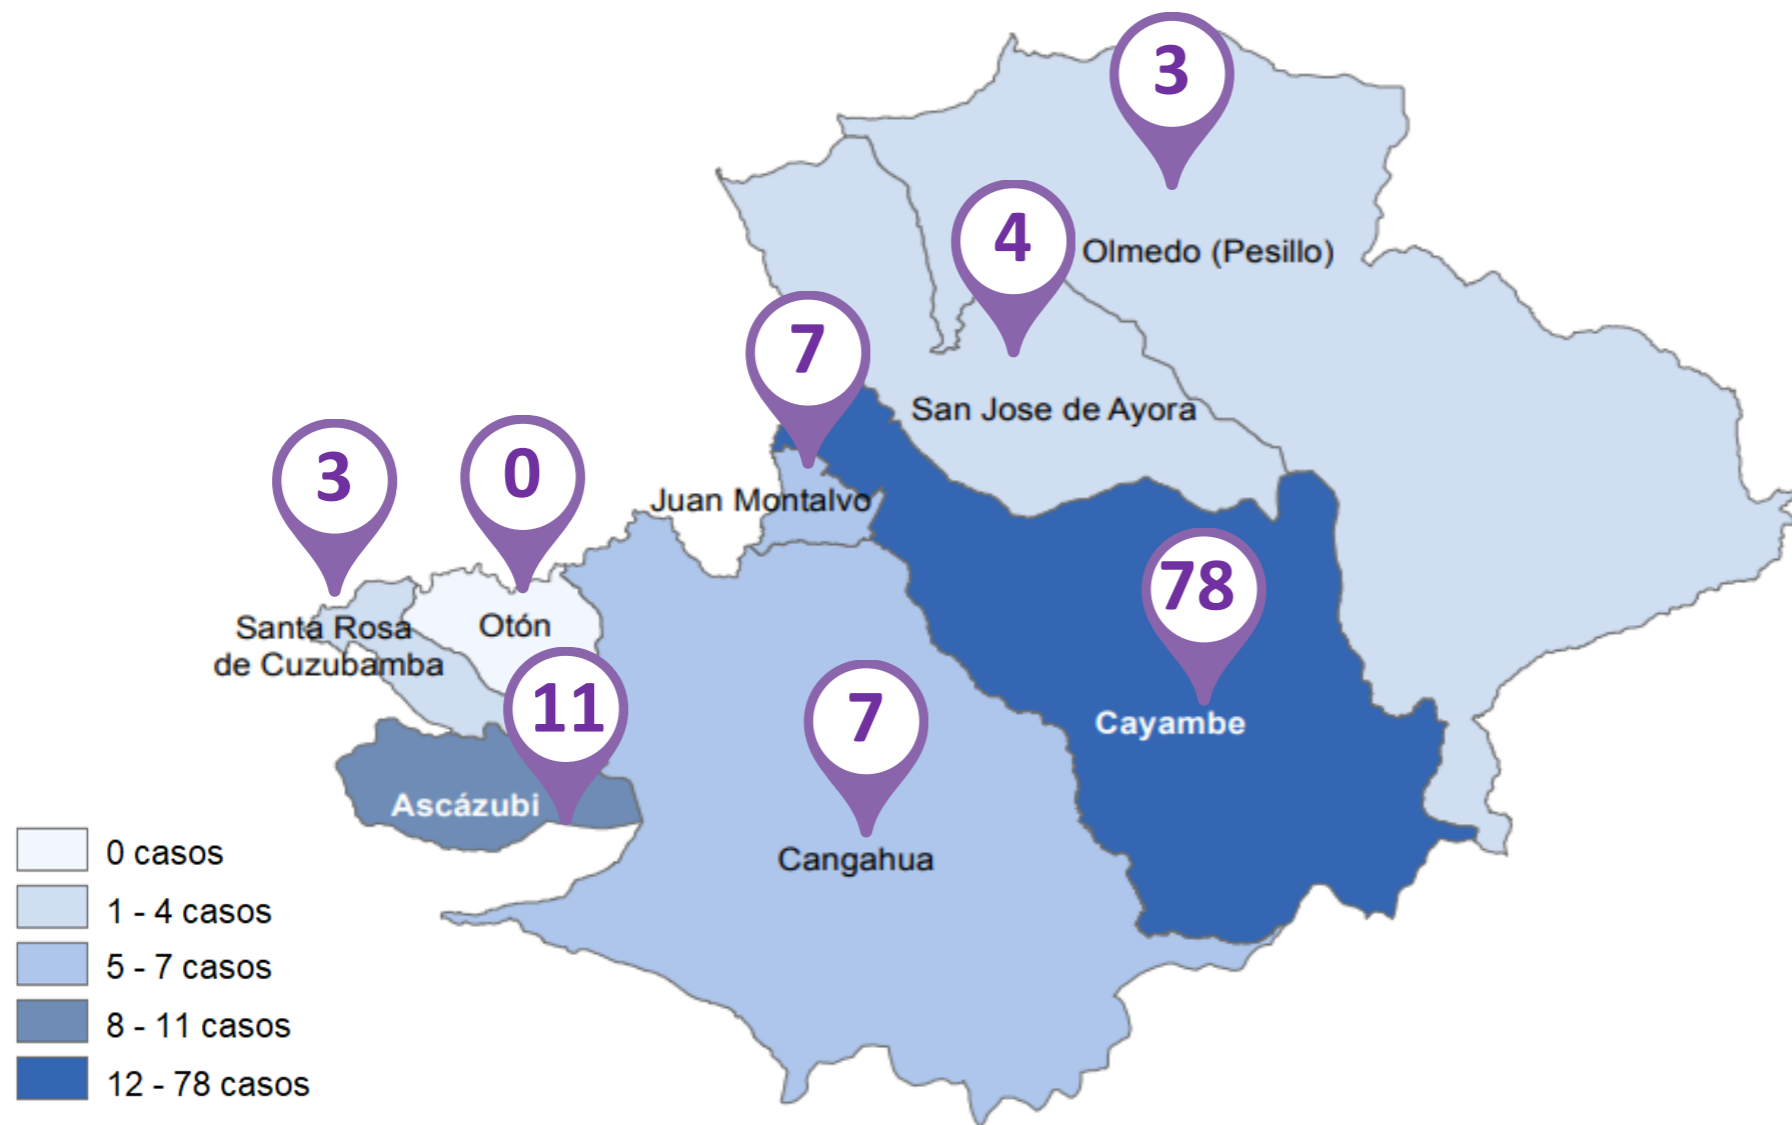 3
4
Olmedo (Pesillo)
7
San Jose de Ayora
3
0
Juan Montalvo
78
Santa Rosa
de Cuzubamba
Otón
11
7
Cayambe
Ascázubi
Cangahua
0 casos
1 - 4 casos
5 - 7 casos
8 - 11 casos
12 - 78 casos